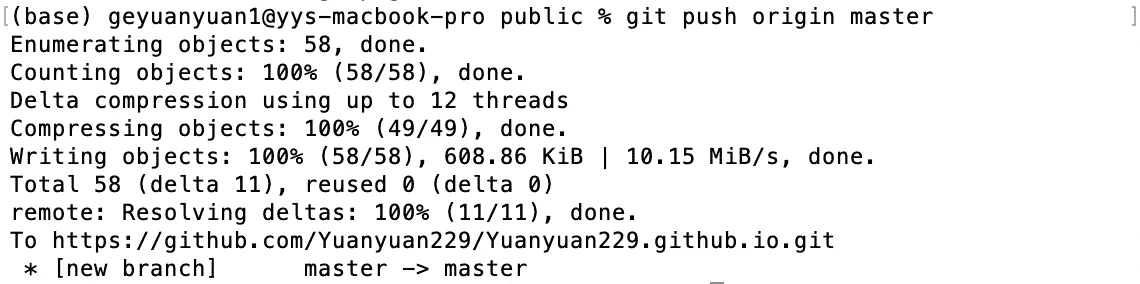 [(base) geyuanyuan1@yys-macbook-pro public % git push origin master ]
Enumerating objects: 58, done.
Counting objects: 100% (58/58), done.
Delta compression using up to 12 threads
Compressing objects: 100% (49/49), done.
Writing objects: 100% (58/58), 608.86 KiB | 10.15 MiB/s, done.
Total 58 (delta 11), reused 0 (delta 0)
remote: Resolving deltas: 100% (11/11), done.
To https://github.com/Yuanyuan229/Yuanyuan229.github.io.git
 * [new branch]      master -> master